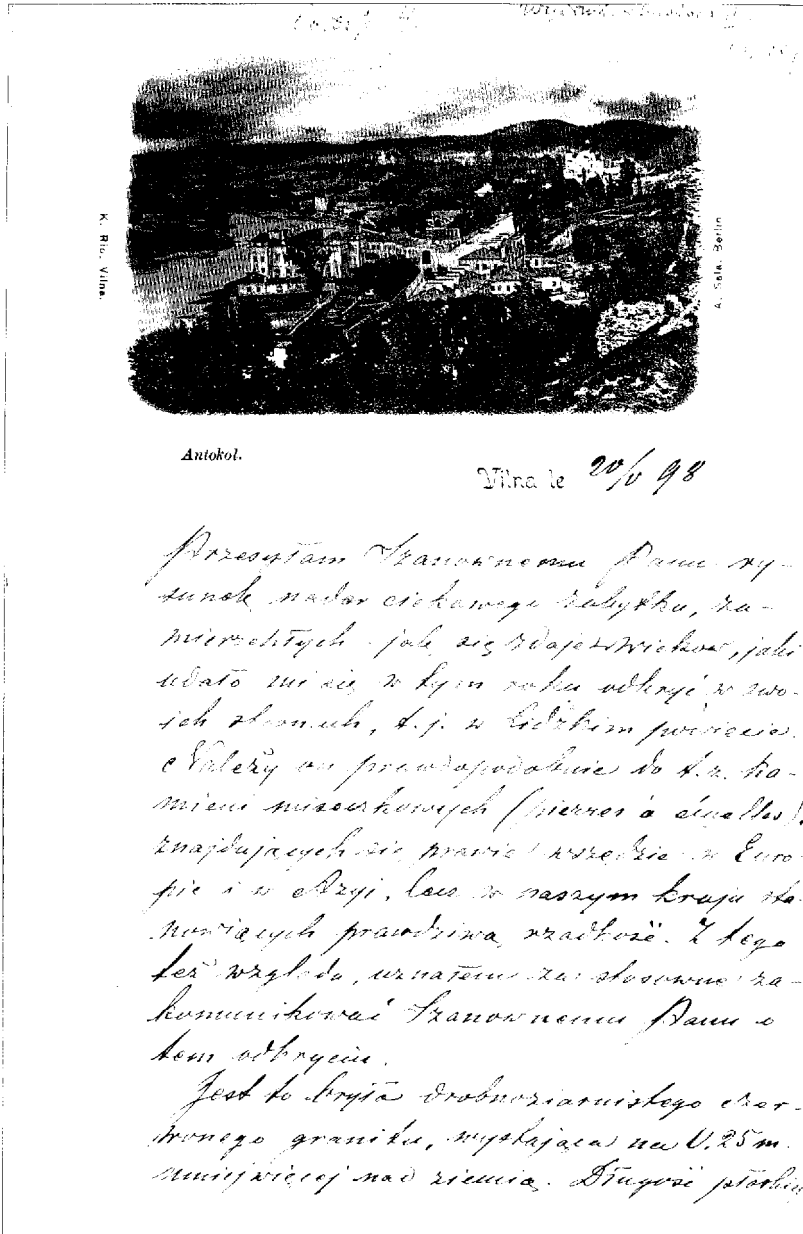 K. Rio. Vilna.
A. Sala. Berlin
Antokol.
Vilna le 20/V 98
Przesyłam Szanownemu Panu ry-
sunek nader ciekawego zabytku, za-
mierzchłych jak się zdaje wieków, jaki
udało mi się w tym roku odkryć w swo-
ich stronach, t. j. w Lidzkim powiecie.
Należy on prawdopodobnie do t. z. ka-
mieni miseczkowych (pierres à écuelles),
znajdujących się prawie wszędzie w Euro-
pie i w Azyi, lecz w naszym kraju sta-
nowiących prawdziwą rzadkość. Z tego
też względu, uznałem za stosowne za-
komunikować Szanownemu Panu o
tem odkryciu.
Jest to bryła drobnoziarnistego czer-
wonego granitu, wystająca na 0.25 m.
mniej więcej nad ziemią. Długość